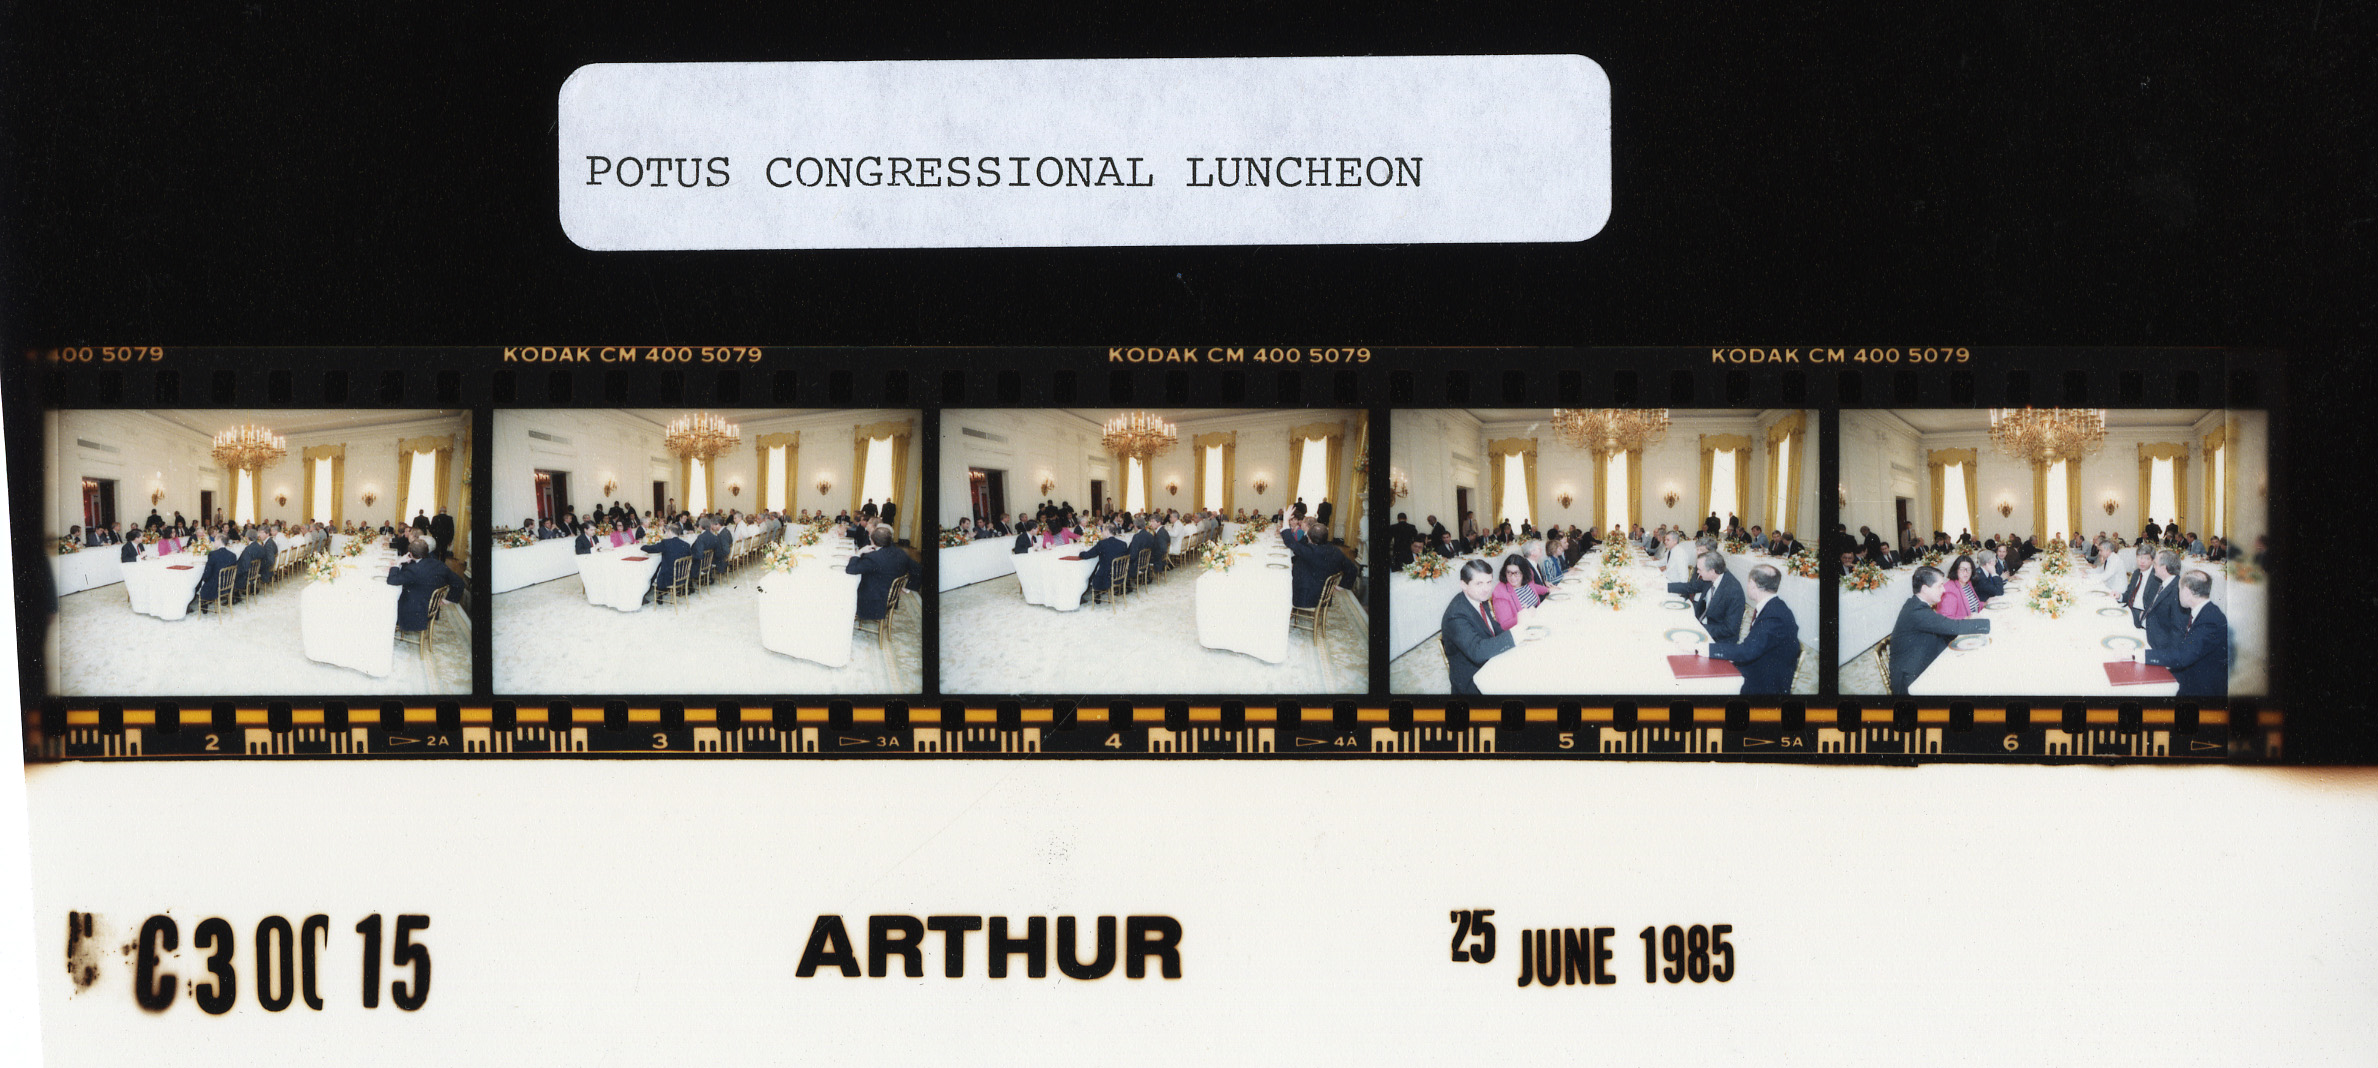 POTUS CONGRESSIONAL LUNCHEON
400 5079 KODAK CM 400 5079 KODAK CM 400 5079 KODAK CM 400 5079
2 2A 3 3A 4 4A 5 5A 6
C30015 ARTHUR 25 JUNE 1985